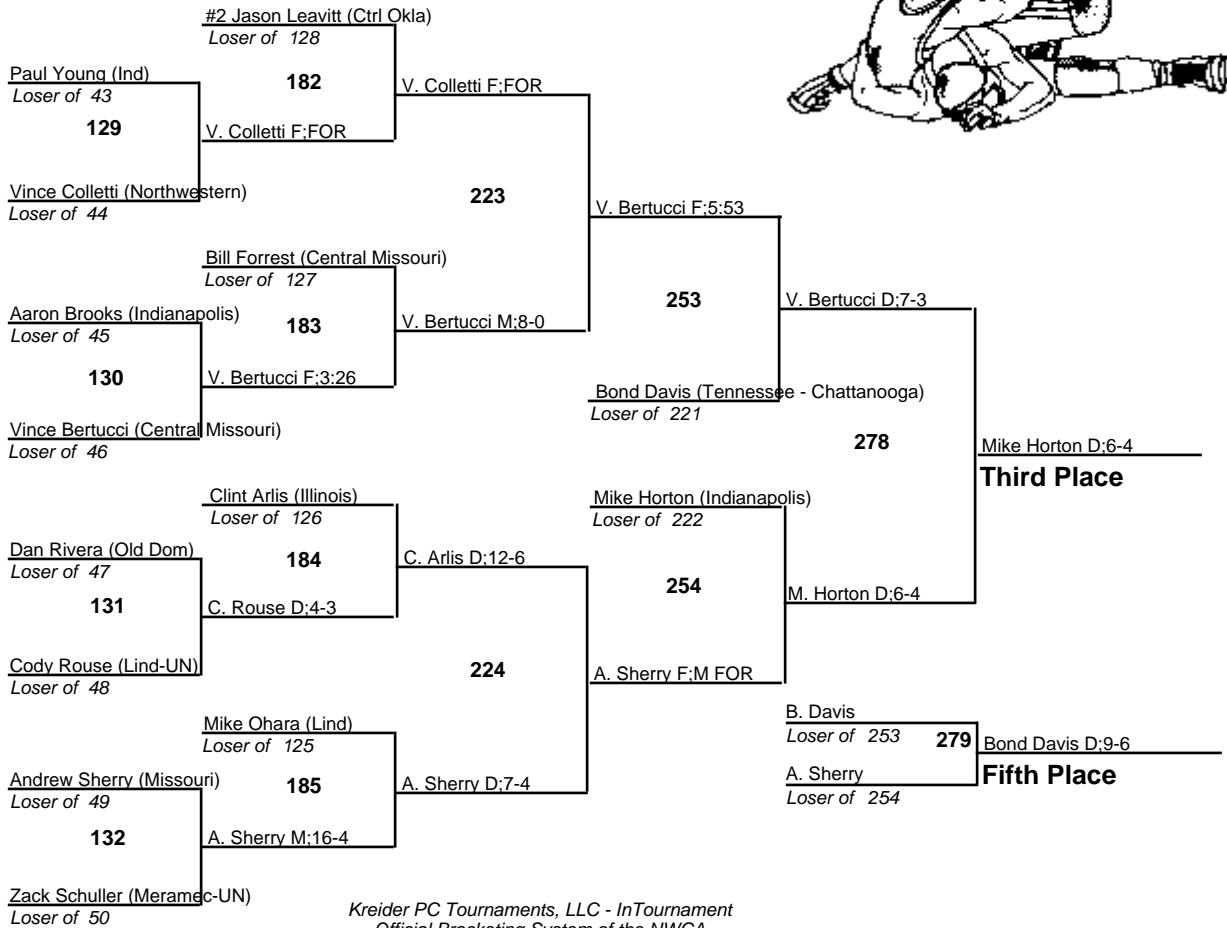 #2 Jason Leavitt (Ctrl Okla)
Loser of 128
Paul Young (Ind)
Loser of 43
182
V. Colletti F;FOR
129
V. Colletti F;FOR
Vince Colletti (Northwestern)
Loser of 44
223
V. Bertucci F;5:53
Bill Forrest (Central Missouri)
Loser of 127
Aaron Brooks (Indianapolis)
Loser of 45
183
V. Bertucci M;8-0
253
V. Bertucci D;7-3
130
V. Bertucci F;3:26
Bond Davis (Tennessee - Chattanooga)
Loser of 221
Vince Bertucci (Central Missouri)
Loser of 46
278
Mike Horton D;6-4
Third Place
Clint Arlis (Illinois)
Loser of 126
Mike Horton (Indianapolis)
Loser of 222
Dan Rivera (Old Dom)
Loser of 47
184
C. Arlis D;12-6
254
131
C. Rouse D;4-3
M. Horton D;6-4
Cody Rouse (Lind-UN)
Loser of 48
224
A. Sherry F;M FOR
Mike Ohara (Lind)
Loser of 125
B. Davis
Loser of 253
279
Bond Davis D;9-6
Fifth Place
A. Sherry
Loser of 254
Andrew Sherry (Missouri)
Loser of 49
185
A. Sherry D;7-4
132
A. Sherry M;16-4
Zack Schuller (Meramec-UN)
Loser of 50
Kreider PC Tournaments, LLC - InTournament
Official Bracketing System of the NWCA